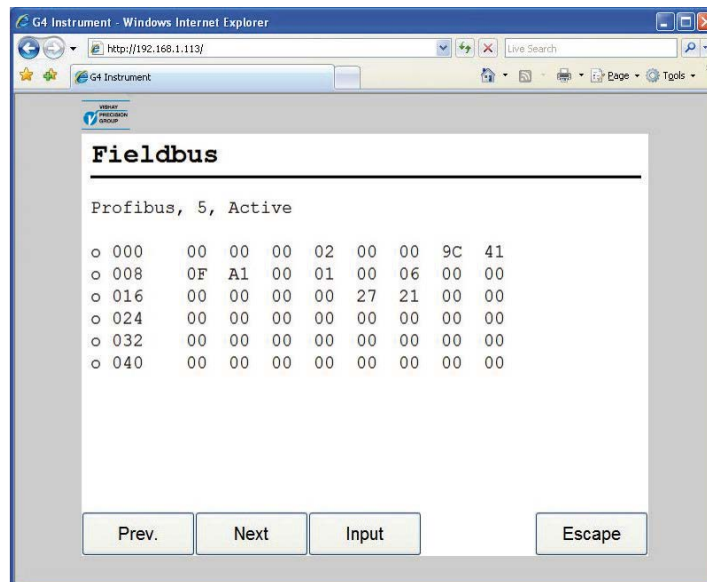 G4 Instrument - Windows Internet Explorer
http://192.168.1.113/
Live Search
G4 Instrument
Page
Tools
VISHAY
PRECISION
GROUP
Fieldbus
Profibus, 5, Active
o 000 00 00 00 02 00 00 9C 41
o 008 0F A1 00 01 00 06 00 00
o 016 00 00 00 00 27 21 00 00
o 024 00 00 00 00 00 00 00 00
o 032 00 00 00 00 00 00 00 00
o 040 00 00 00 00 00 00 00 00
Prev.
Next
Input
Escape